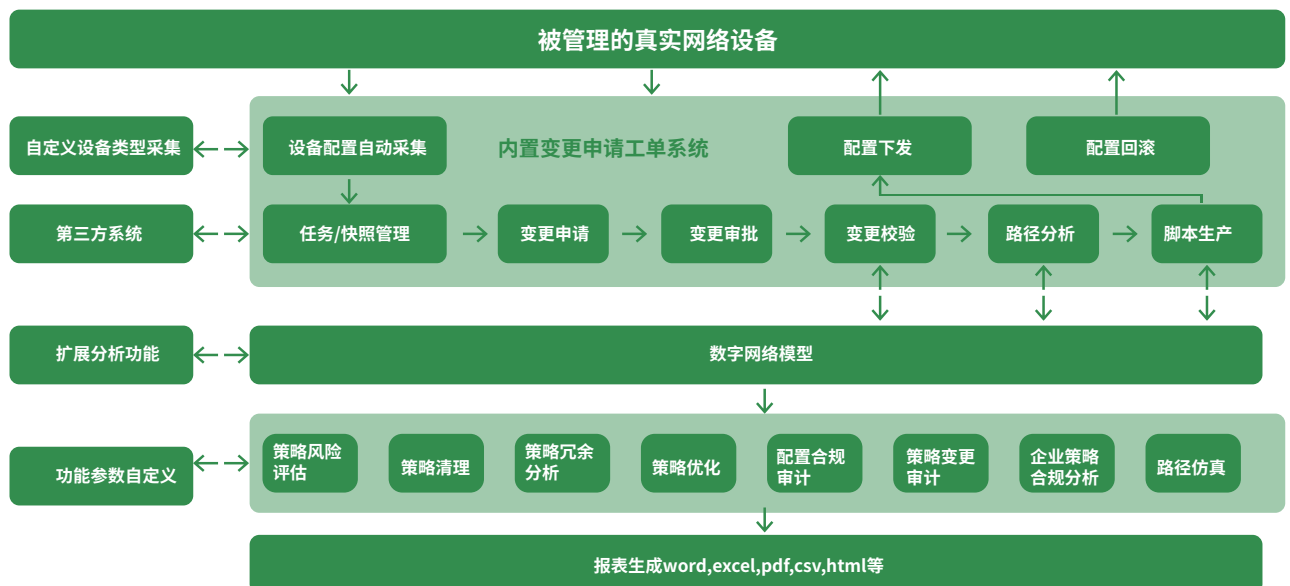 被管理的真实网络设备
自定义设备类型采集
设备配置自动采集
内置变更申请工单系统
配置下发
配置回滚
第三方系统
任务/快照管理
变更申请
变更审批
变更校验
路径分析
脚本生产
扩展分析功能
数字网络模型
功能参数自定义
策略风险
评估
策略清理
策略冗余
分析
策略优化
配置合规
审计
策略变更
审计
企业策略
合规分析
路径仿真
报表生成word,excel,pdf,csv,html等